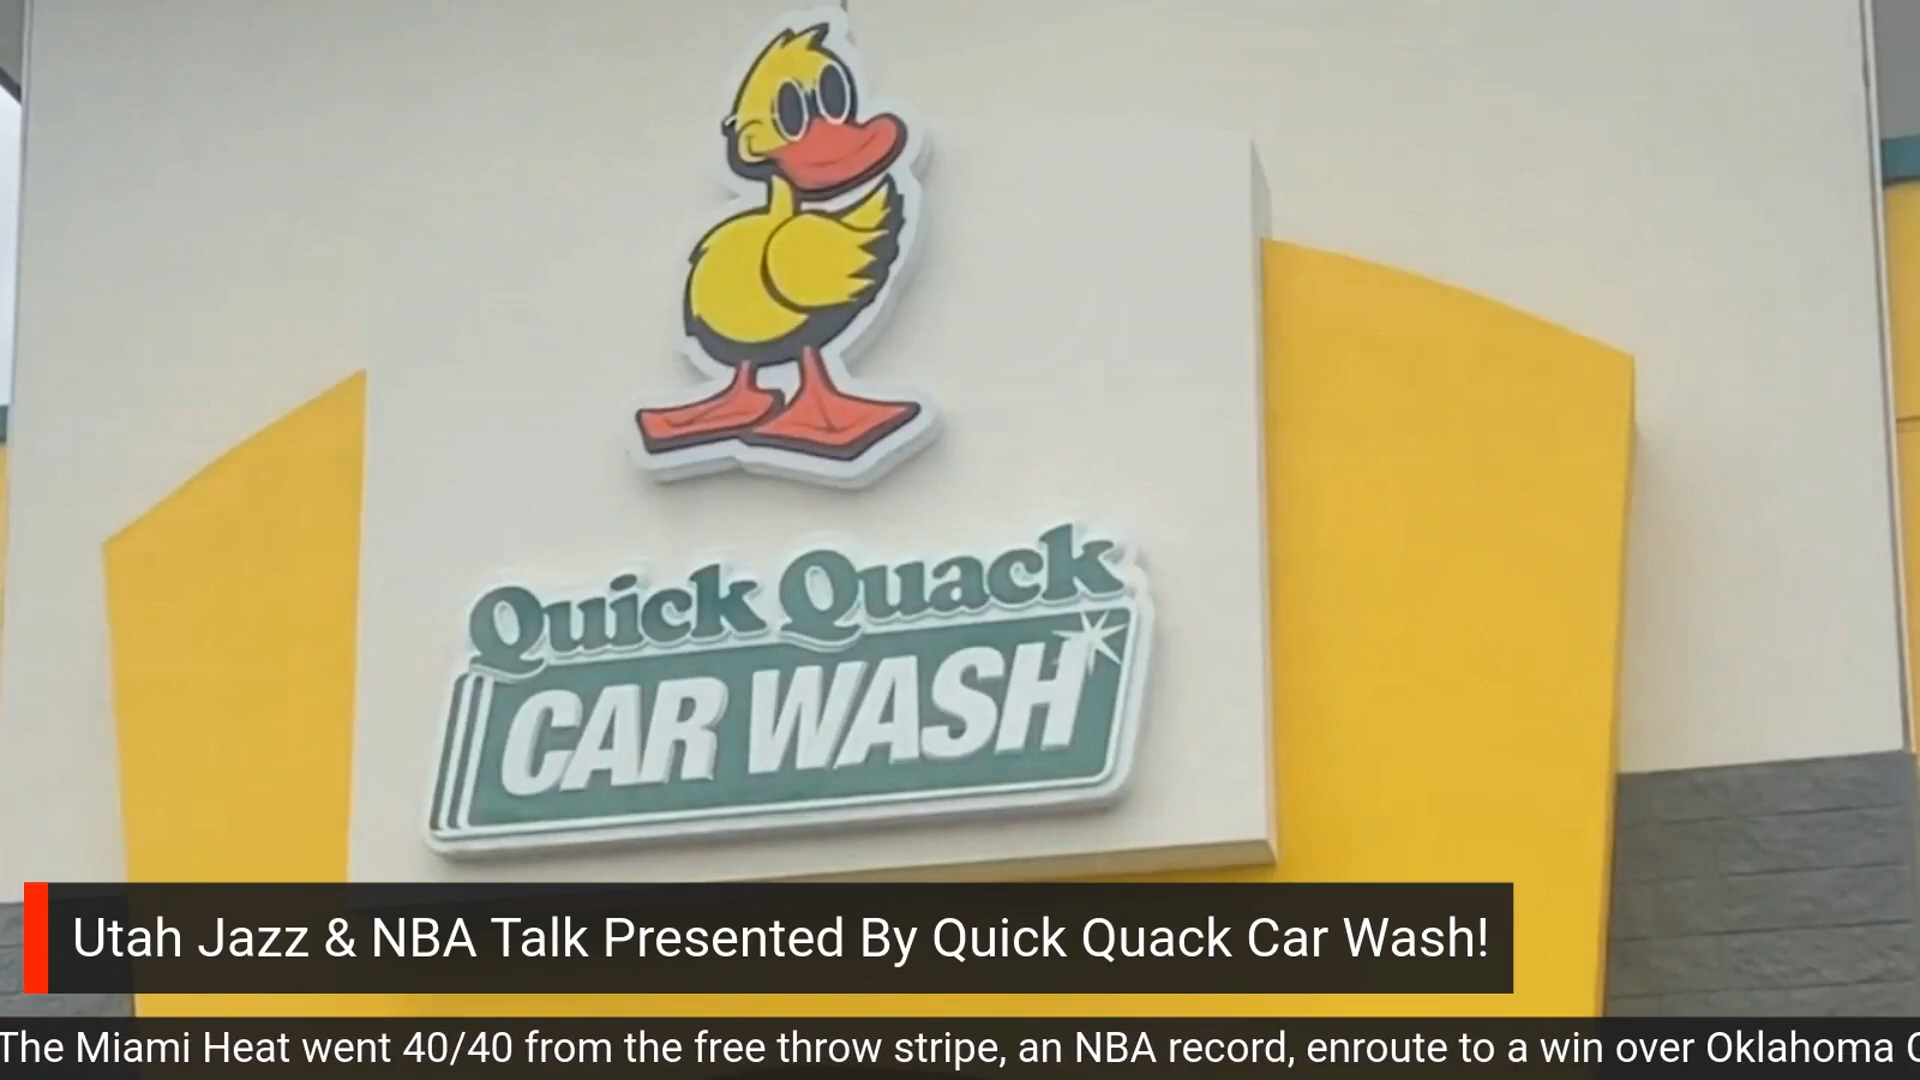 Quick Quack
CAR WASH
Utah Jazz & NBA Talk Presented By Quick Quack Car Wash!
The Miami Heat went 40/40 from the free throw stripe, an NBA record, enroute to a win over Oklahoma